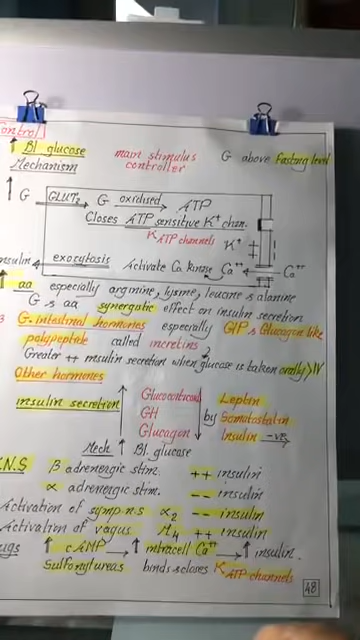 Control
↑ Bl glucose main stimulus G above Fasting level
Mechanism controller
↑ G GLUT2 G oxidised ATP
Closes ATP sensitive K+ chan.
K ATP channels K+
insulin exocytosis Activate Ca kinase Ca++ Ca++
↑ aa especially arginine, lysine, leucine & alanine
G & aa synergatic effect on insulin secretion
3 G. intestinal hormones especially GIP & Glucagon like
polypeptide called incretins
Greater ++ insulin secretion when glucose is taken orally > IV
Other hormones
insulin secretion ↑ Glucocorticoid ↓ by Leptin
GH Somatostatin
Glucagon Insulin -ve
Mech ↑ Bl. glucose
N.S β adrenergic stim. ++ insulin
α adrenergic stim. -- insulin
Activation of symp n.s α2 -- insulin
Activation of vagus M4 ++ insulin
ugs ↑ cAMP → ↑ intracell Ca++ → ↑ insulin.
Sulfonylureas binds & closes K ATP channels
48